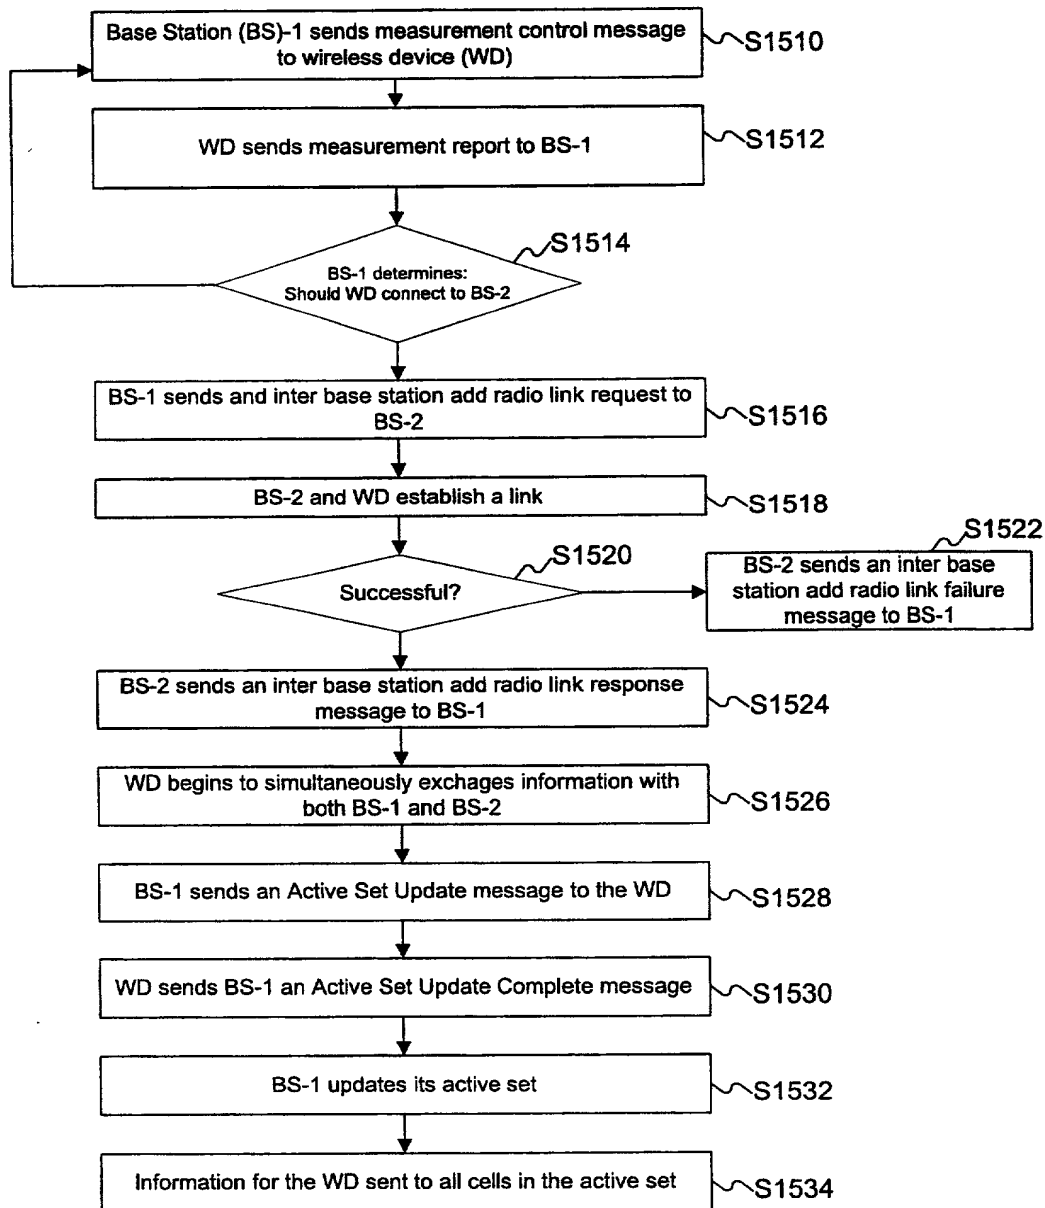 Base Station (BS)-1 sends measurement control message
to wireless device (WD)
S1510
WD sends measurement report to BS-1
S1512
S1514
BS-1 determines:
Should WD connect to BS-2
BS-1 sends and inter base station add radio link request to
BS-2
S1516
BS-2 and WD establish a link
S1518
S1520
Successful?
S1522
BS-2 sends an inter base
station add radio link failure
message to BS-1
BS-2 sends an inter base station add radio link response
message to BS-1
S1524
WD begins to simultaneously exchages information with
both BS-1 and BS-2
S1526
BS-1 sends an Active Set Update message to the WD
S1528
WD sends BS-1 an Active Set Update Complete message
S1530
BS-1 updates its active set
S1532
Information for the WD sent to all cells in the active set
S1534